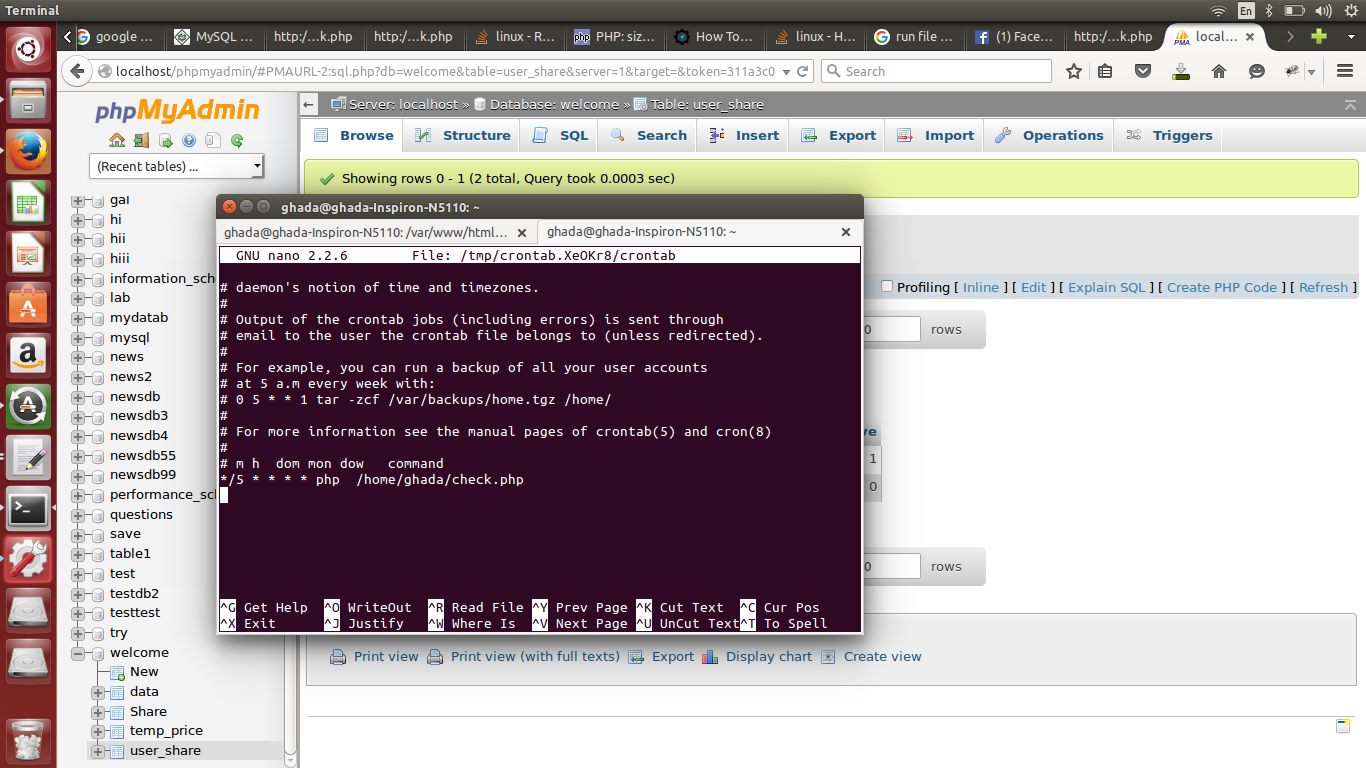 Terminal
En
google ...
MySQL ...
http:/...k.php
http:/...k.php
linux - R...
PHP: siz...
How To...
linux - H...
run file ...
(1) Face...
http:/...k.php
PMA
local...
localhost/phpmyadmin/#PMAURL-2:sql.php?db=welcome&table=user_share&server=1&target=&token=311a3c0
Search
phpMyAdmin
(Recent tables) ...
gal
hi
hii
hiii
information_sch
lab
mydatab
mysql
news
news2
newsdb
newsdb3
newsdb4
newsdb55
newsdb99
performance_sc
questions
save
table1
test
testdb2
testtest
try
welcome
New
data
Share
temp_price
user_share
Server: localhost » Database: welcome » Table: user_share
Browse
Structure
SQL
Search
Insert
Export
Import
Operations
Triggers
Showing rows 0 - 1 (2 total, Query took 0.0003 sec)
Profiling [ Inline ] [ Edit ] [ Explain SQL ] [ Create PHP Code ] [ Refresh ]
0 rows
ve
1
0
0 rows
Print view
Print view (with full texts)
Export
Display chart
Create view
ghada@ghada-Inspiron-N5110: ~
ghada@ghada-Inspiron-N5110: /var/www/html...
ghada@ghada-Inspiron-N5110: ~
GNU nano 2.2.6 File: /tmp/crontab.XeOKr8/crontab
# daemon's notion of time and timezones.
#
# Output of the crontab jobs (including errors) is sent through
# email to the user the crontab file belongs to (unless redirected).
#
# For example, you can run a backup of all your user accounts
# at 5 a.m every week with:
# 0 5 * * 1 tar -zcf /var/backups/home.tgz /home/
#
# For more information see the manual pages of crontab(5) and cron(8)
#
# m h  dom mon dow   command
*/5 * * * * php  /home/ghada/check.php
^G Get Help ^O WriteOut ^R Read File ^Y Prev Page ^K Cut Text ^C Cur Pos
^X Exit ^J Justify ^W Where Is ^V Next Page ^U UnCut Text ^T To Spell